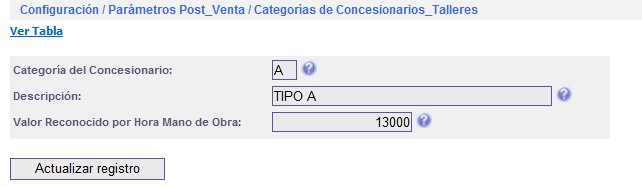 Configuración / Parámetros Post_Venta / Categorías de Concesionarios_Talleres
Ver Tabla
Categoría del Concesionario: A ?
Descripción: TIPO A ?
Valor Reconocido por Hora Mano de Obra: 13000 ?
Actualizar registro